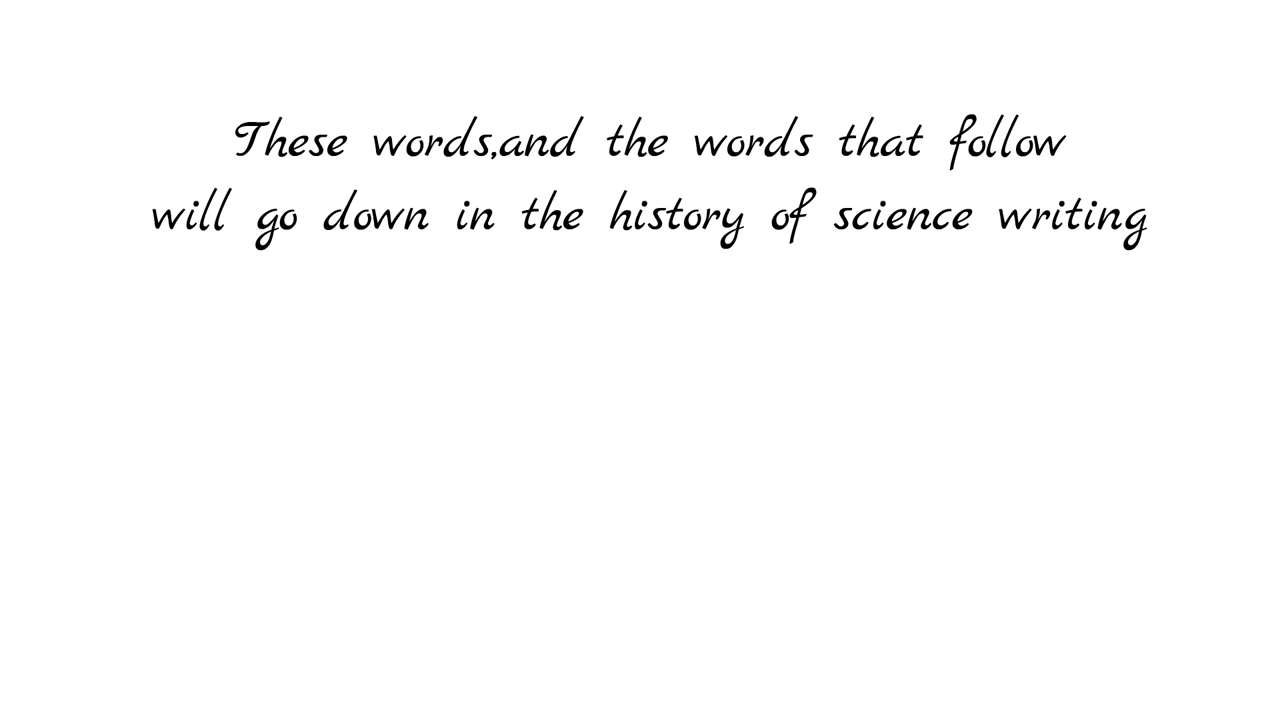 These words,and the words that follow
will go down in the history of science writing